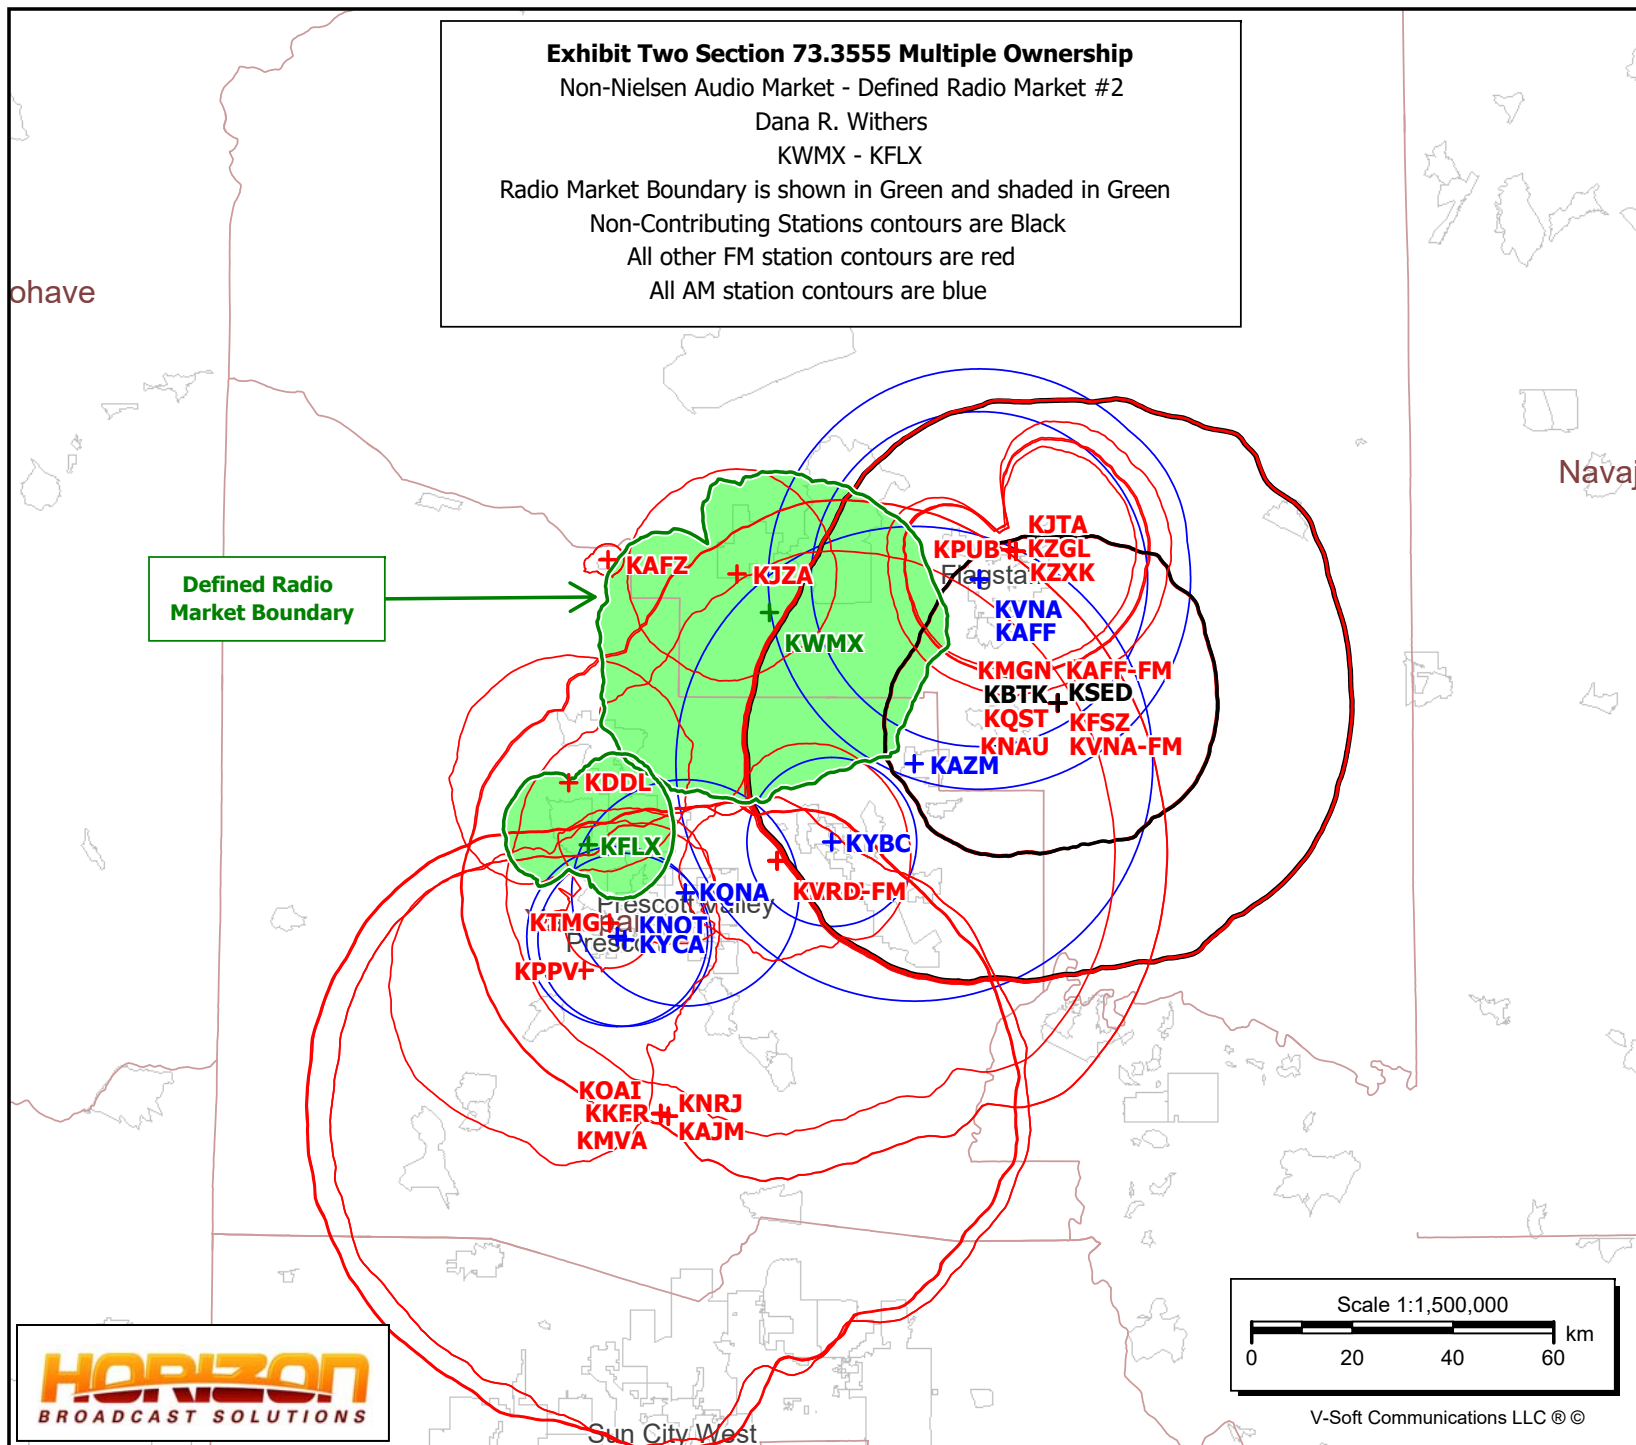 Exhibit Two Section 73.3555 Multiple Ownership
Non-Nielsen Audio Market - Defined Radio Market #2
Dana R. Withers
KWMX - KFLX
Radio Market Boundary is shown in Green and shaded in Green
Non-Contributing Stations contours are Black
All other FM station contours are red
All AM station contours are blue
ohave
Navaj
KJTA
KPUB
KZGL
KAFZ
KJZA
KZXK
Flagsta
Defined Radio
Market Boundary
KVNA
KAFF
KWMX
KMGN KAFF-FM
KBTK KSED
KQST KFSZ
KNAU KVNA-FM
KAZM
KDDL
KFLX
KYBC
KQNA
KVRD-FM
Prescott Valley
KTMG
KNOT
Presco
KYCA
KPPV
KOAI
KNRJ
KKER
KAJM
KMVA
Scale 1:1,500,000
km
0 20 40 60
HORIZON
BROADCAST SOLUTIONS
V-Soft Communications LLC ® ©
Sun City West